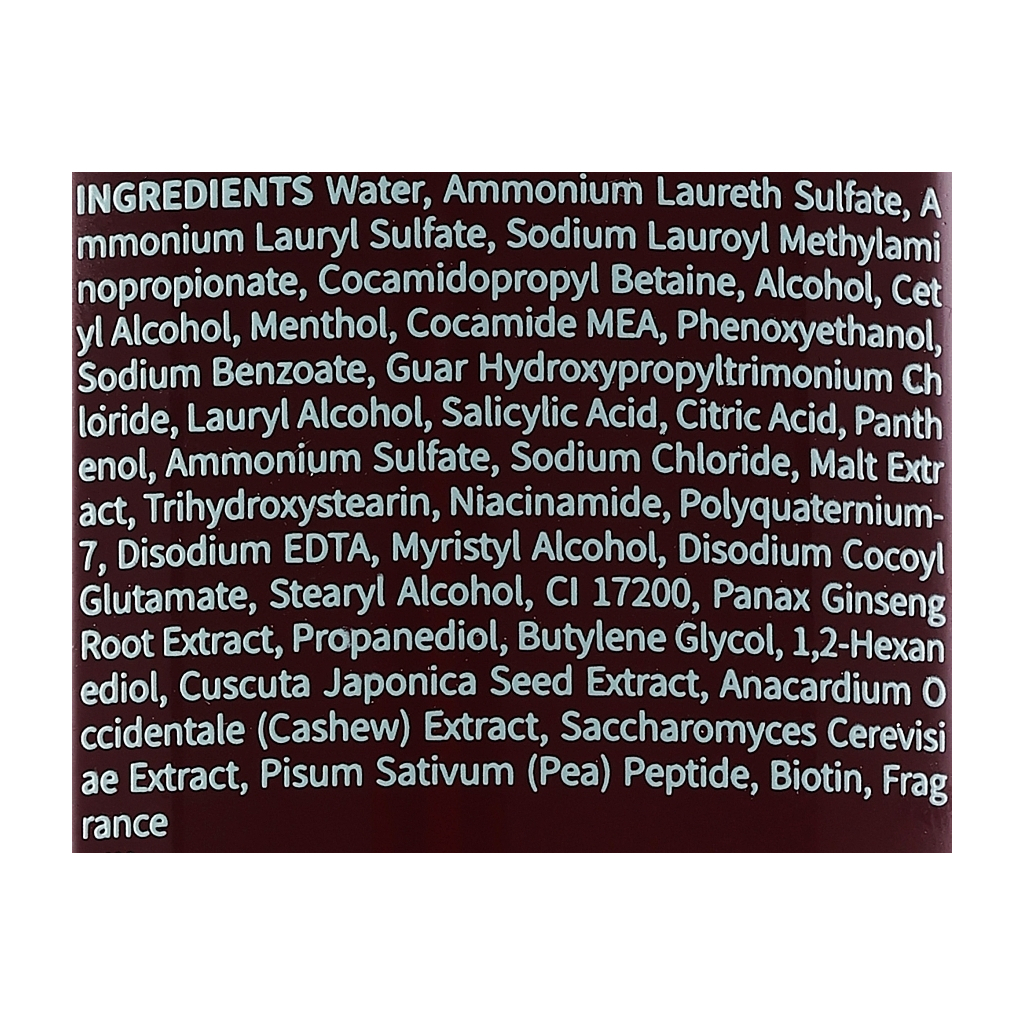 INGREDIENTS Water, Ammonium Laureth Sulfate, A
mmonium Lauryl Sulfate, Sodium Lauroyl Methylami
nopropionate, Cocamidopropyl Betaine, Alcohol, Cet
yl Alcohol, Menthol, Cocamide MEA, Phenoxyethanol,
Sodium Benzoate, Guar Hydroxypropyltrimonium Ch
loride, Lauryl Alcohol, Salicylic Acid, Citric Acid, Panth
enol, Ammonium Sulfate, Sodium Chloride, Malt Extr
act, Trihydroxystearin, Niacinamide, Polyquaternium-
7, Disodium EDTA, Myristyl Alcohol, Disodium Cocoyl
Glutamate, Stearyl Alcohol, CI 17200, Panax Ginseng
Root Extract, Propanediol, Butylene Glycol, 1,2-Hexan
ediol, Cuscuta Japonica Seed Extract, Anacardium O
ccidentale (Cashew) Extract, Saccharomyces Cerevisi
ae Extract, Pisum Sativum (Pea) Peptide, Biotin, Frag
rance